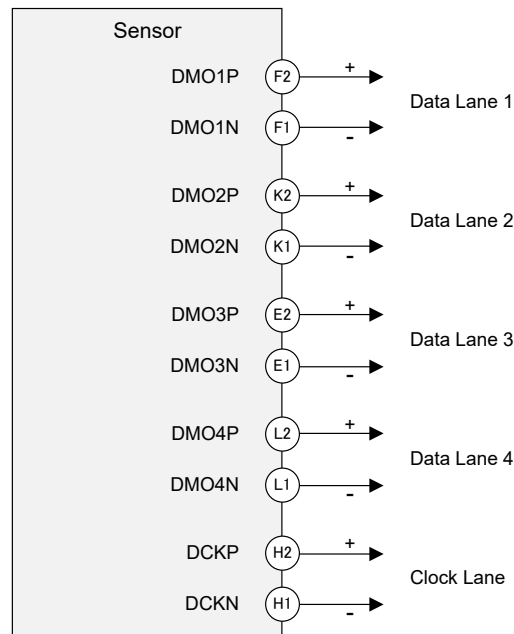 Sensor
DMO1P F2 +
Data Lane 1
DMO1N F1 -
DMO2P K2 +
Data Lane 2
DMO2N K1 -
DMO3P E2 +
Data Lane 3
DMO3N E1 -
DMO4P L2 +
Data Lane 4
DMO4N L1 -
DCKP H2 +
Clock Lane
DCKN H1 -